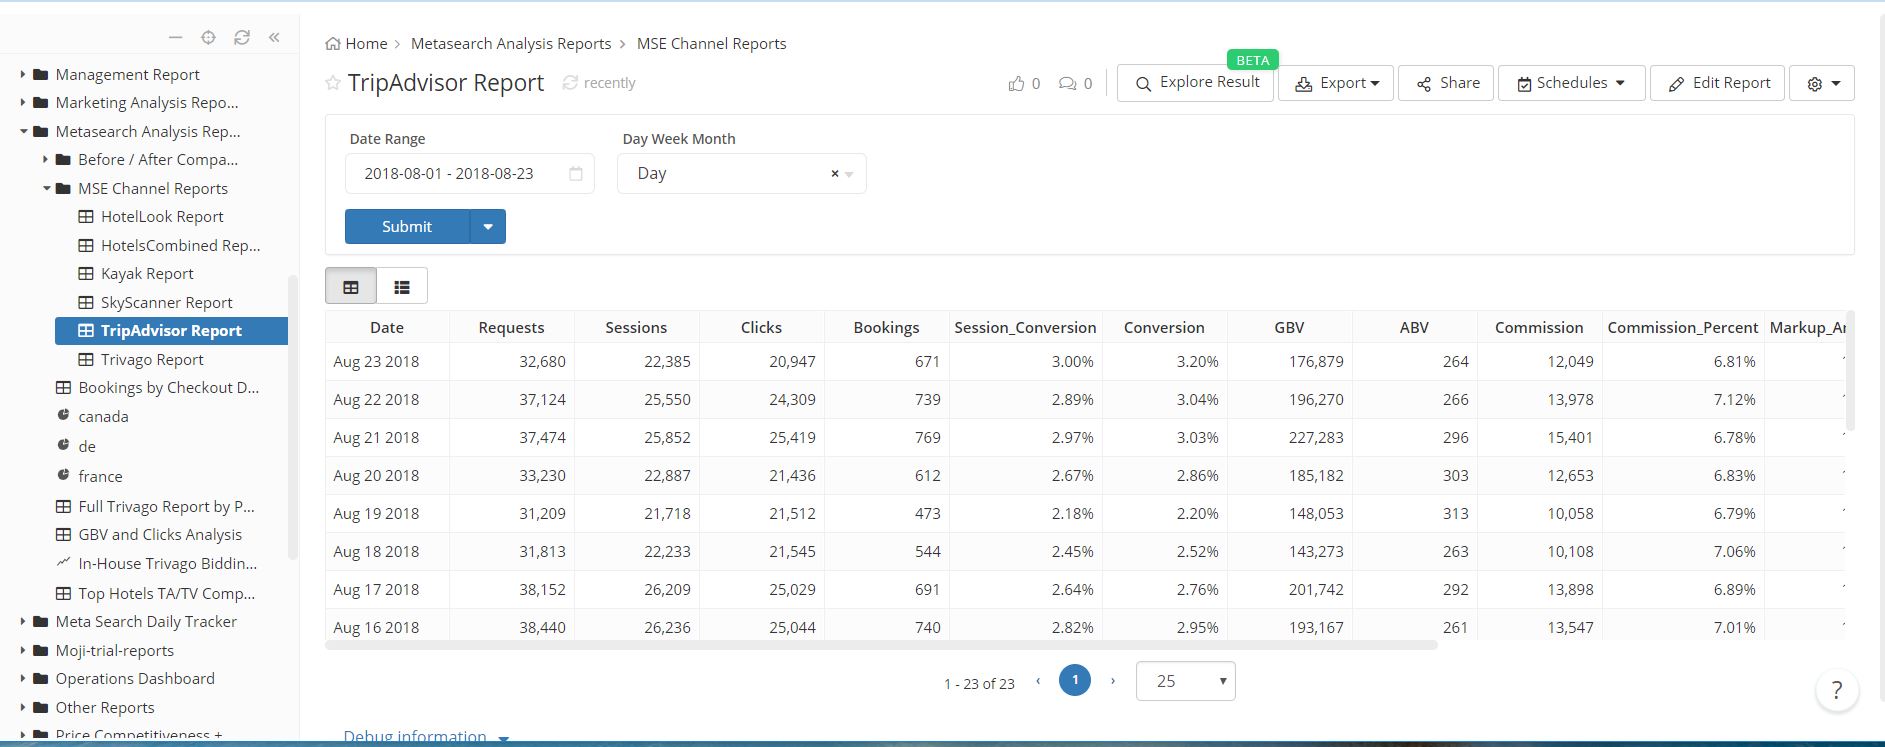 Management Report
Marketing Analysis Repo...
Metasearch Analysis Rep...
Before / After Compa...
MSE Channel Reports
HotelLook Report
HotelsCombined Rep...
Kayak Report
SkyScanner Report
TripAdvisor Report
Trivago Report
Bookings by Checkout D...
canada
de
france
Full Trivago Report by P...
GBV and Clicks Analysis
In-House Trivago Biddin...
Top Hotels TA/TV Comp...
Meta Search Daily Tracker
Moji-trial-reports
Operations Dashboard
Other Reports
Price Competitiveness +
Home > Metasearch Analysis Reports > MSE Channel Reports
TripAdvisor Report recently 0 0 BETA Explore Result Export Share Schedules Edit Report
Date Range Day Week Month
2018-08-01 - 2018-08-23 Day ×
Submit
Date Requests Sessions Clicks Bookings Session_Conversion Conversion GBV ABV Commission Commission_Percent Markup_A
Aug 23 2018 32,680 22,385 20,947 671 3.00% 3.20% 176,879 264 12,049 6.81%
Aug 22 2018 37,124 25,550 24,309 739 2.89% 3.04% 196,270 266 13,978 7.12%
Aug 21 2018 37,474 25,852 25,419 769 2.97% 3.03% 227,283 296 15,401 6.78%
Aug 20 2018 33,230 22,887 21,436 612 2.67% 2.86% 185,182 303 12,653 6.83%
Aug 19 2018 31,209 21,718 21,512 473 2.18% 2.20% 148,053 313 10,058 6.79%
Aug 18 2018 31,813 22,233 21,545 544 2.45% 2.52% 143,273 263 10,108 7.06%
Aug 17 2018 38,152 26,209 25,029 691 2.64% 2.76% 201,742 292 13,898 6.89%
Aug 16 2018 38,440 26,236 25,044 740 2.82% 2.95% 193,167 261 13,547 7.01%
1 - 23 of 23 ‹ 1 › 25
?
Debug information